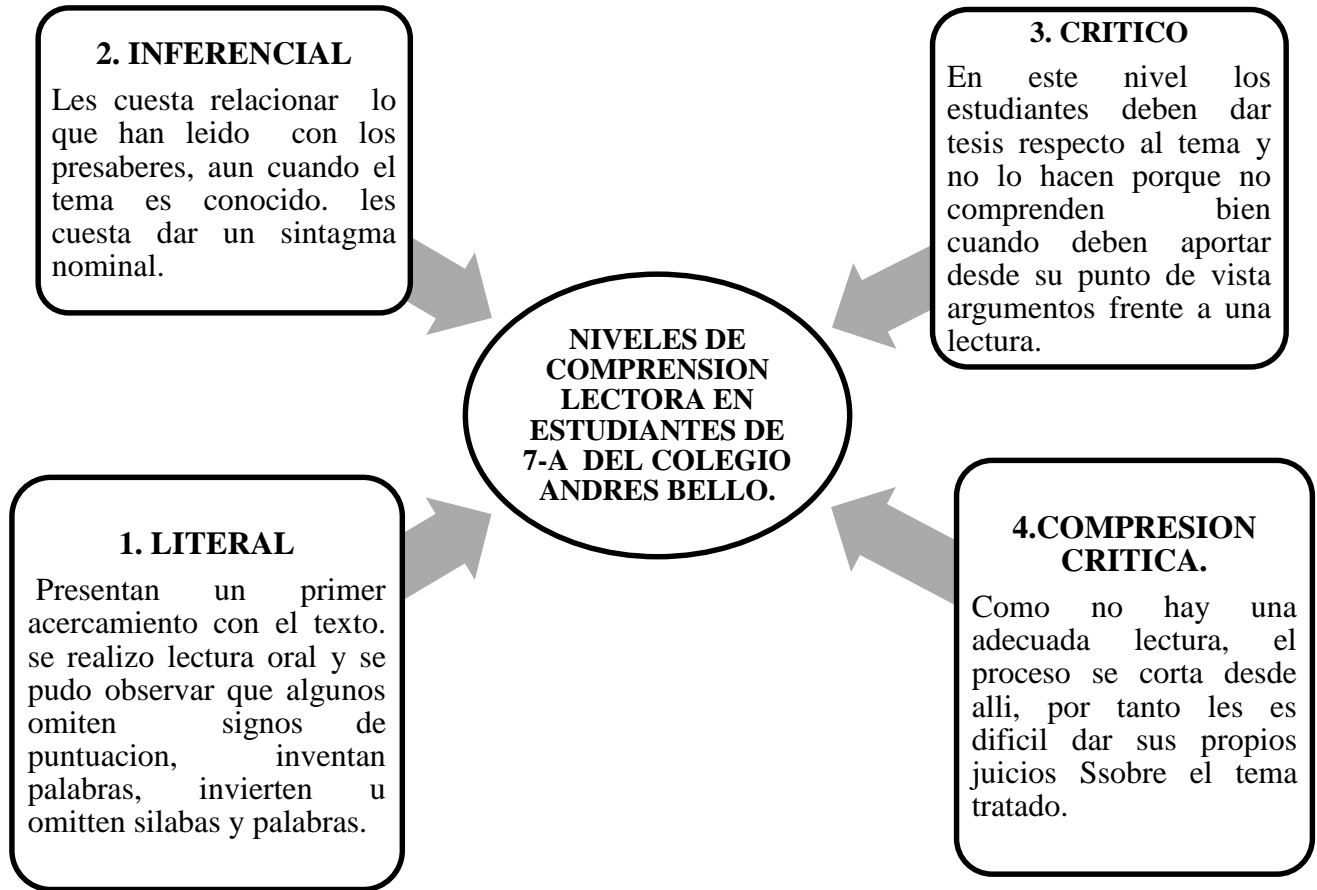 2. INFERENCIAL
Les cuesta relacionar lo
que han leido con los
presaberes, aun cuando el
tema es conocido. les
cuesta dar un sintagma
nominal.
3. CRITICO
En este nivel los
estudiantes deben dar
tesis respecto al tema y
no lo hacen porque no
comprenden bien
cuando deben aportar
desde su punto de vista
argumentos frente a una
lectura.
NIVELES DE
COMPRENSION
LECTORA EN
ESTUDIANTES DE
7-A DEL COLEGIO
ANDRES BELLO.
1. LITERAL
Presentan un primer
acercamiento con el texto.
se realizo lectura oral y se
pudo observar que algunos
omiten signos de
puntuacion, inventan
palabras, invierten u
omitten silabas y palabras.
4.COMPRESION
CRITICA.
Como no hay una
adecuada lectura, el
proceso se corta desde
alli, por tanto les es
dificil dar sus propios
juicios Ssobre el tema
tratado.